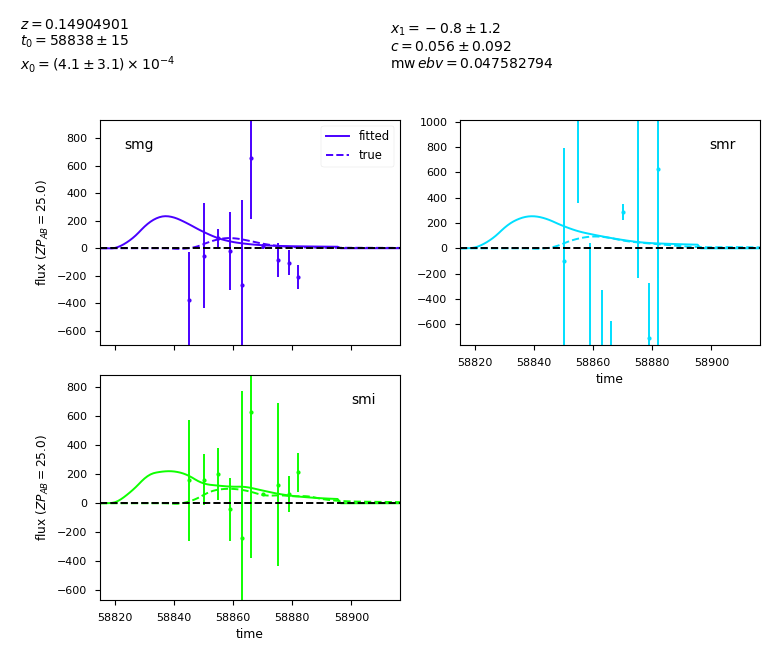 z = 0.14904901
t₀ = 58838 ± 15
x₀ = (4.1 ± 3.1) × 10⁻⁴
x₁ = −0.8 ± 1.2
c = 0.056 ± 0.092
mw ebv = 0.047582794
smg
fitted
true
800
600
400
200
0
−200
−400
−600
flux (ZP_AB = 25.0)
smr
1000
800
600
400
200
0
−200
−400
−600
58820 58840 58860 58880 58900
time
smi
800
600
400
200
0
−200
−400
−600
flux (ZP_AB = 25.0)
58820 58840 58860 58880 58900
time